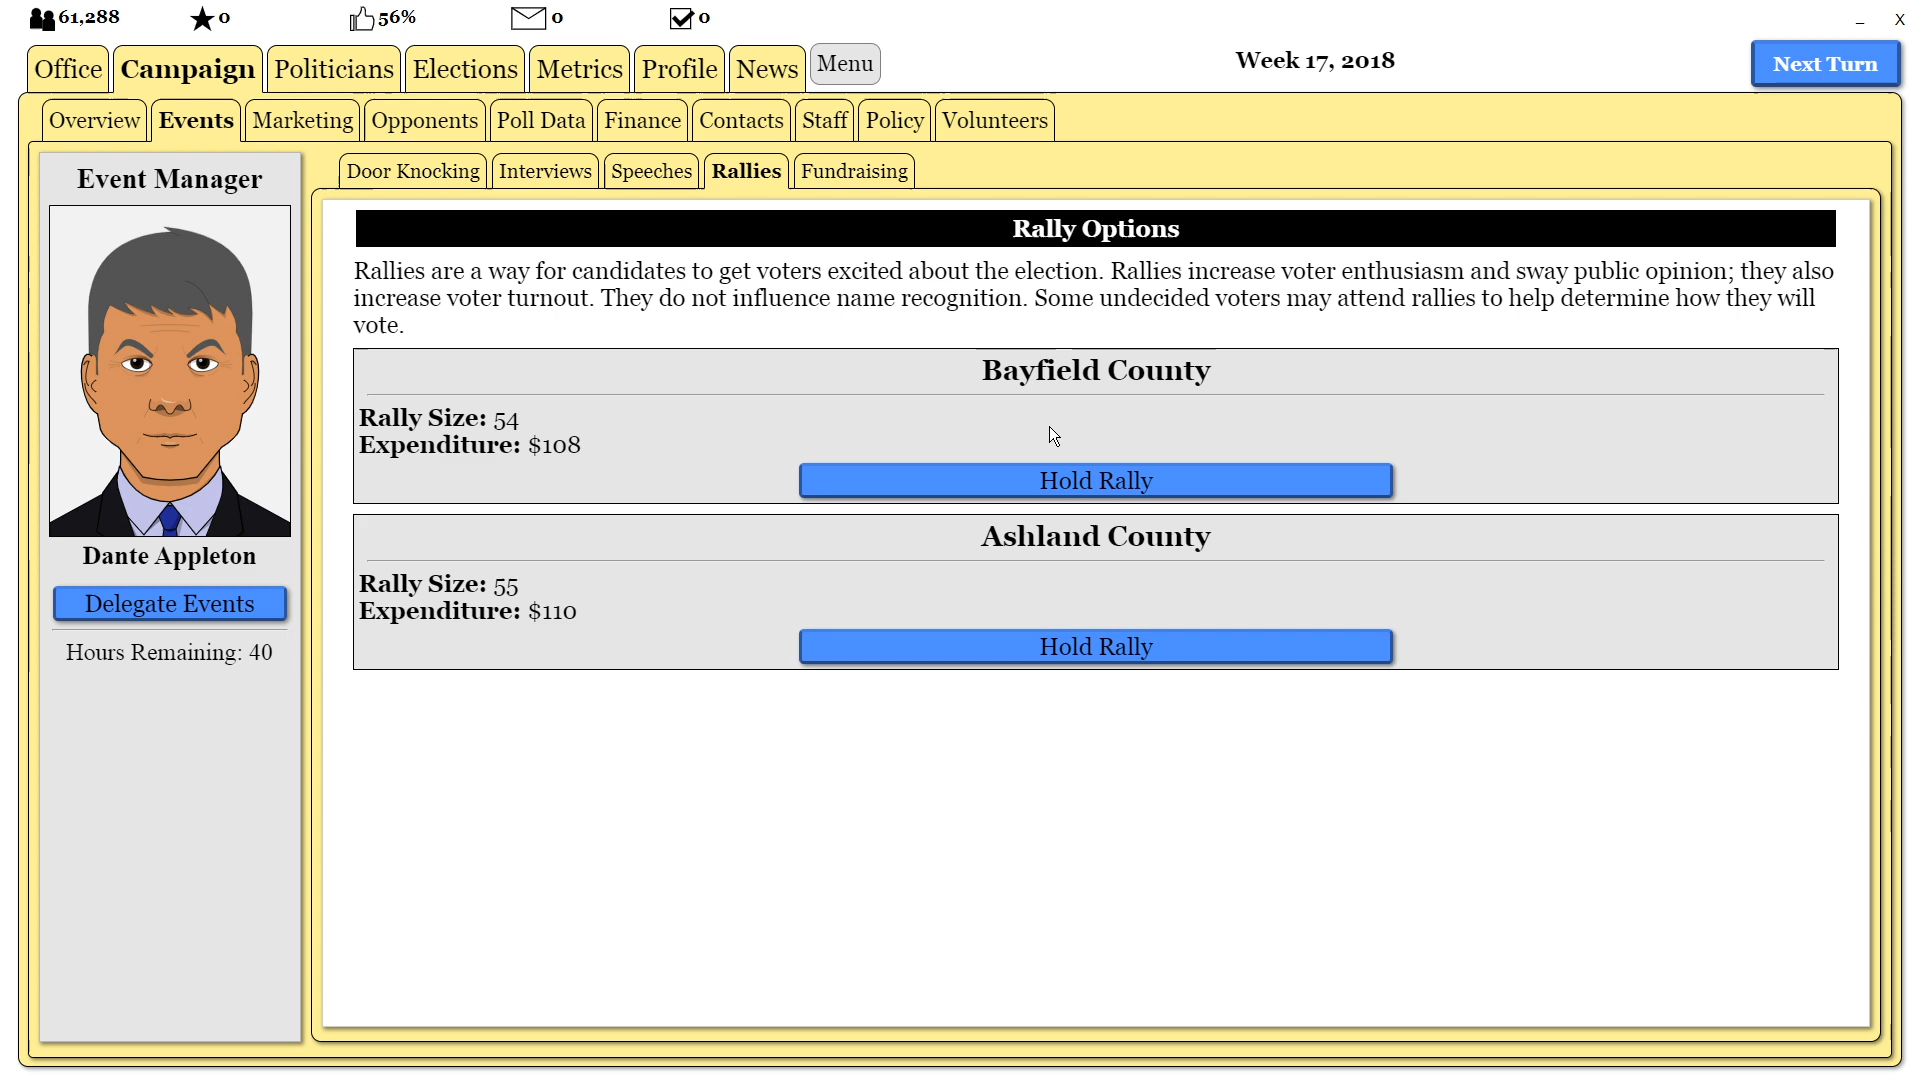 61,288 0 56% 0 0
_ X
Office Campaign Politicians Elections Metrics Profile News Menu
Week 17, 2018
Next Turn
Overview Events Marketing Opponents Poll Data Finance Contacts Staff Policy Volunteers
Event Manager
Dante Appleton
Delegate Events
Hours Remaining: 40
Door Knocking Interviews Speeches Rallies Fundraising
Rally Options
Rallies are a way for candidates to get voters excited about the election. Rallies increase voter enthusiasm and sway public opinion; they also
increase voter turnout. They do not influence name recognition. Some undecided voters may attend rallies to help determine how they will
vote.
Bayfield County
Rally Size: 54
Expenditure: $108
Hold Rally
Ashland County
Rally Size: 55
Expenditure: $110
Hold Rally